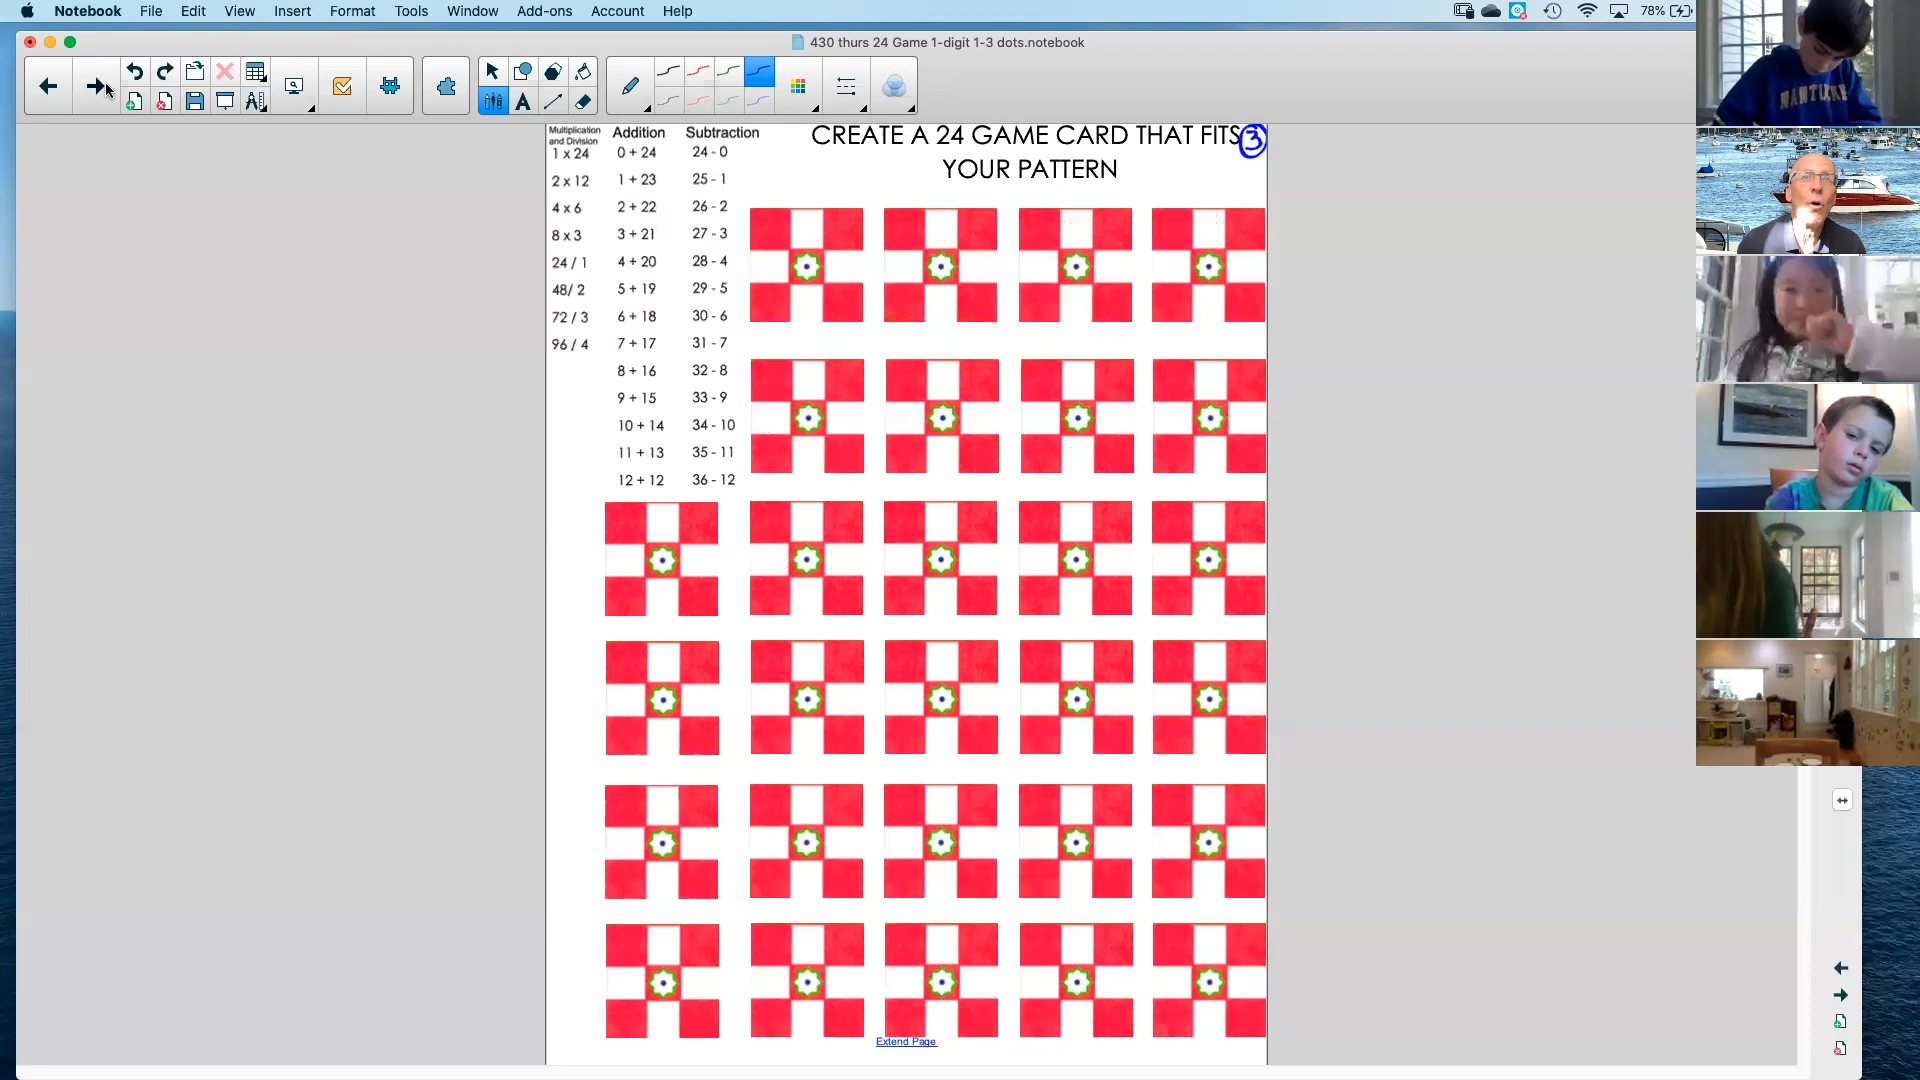 Notebook File Edit View Insert Format Tools Window Add-ons Account Help 78%
430 thurs 24 Game 1-digit 1-3 dots.notebook
CREATE A 24 GAME CARD THAT FITS 3
YOUR PATTERN
Multiplication
and Division
1 x 24
2 x 12
4 x 6
8 x 3
24 / 1
48/ 2
72 / 3
96 / 4
Addition
0 + 24
1 + 23
2 + 22
3 + 21
4 + 20
5 + 19
6 + 18
7 + 17
8 + 16
9 + 15
10 + 14
11 + 13
12 + 12
Subtraction
24 - 0
25 - 1
26 - 2
27 - 3
28 - 4
29 - 5
30 - 6
31 - 7
32 - 8
33 - 9
34 - 10
35 - 11
36 - 12
Extend Page
NANTUCKE